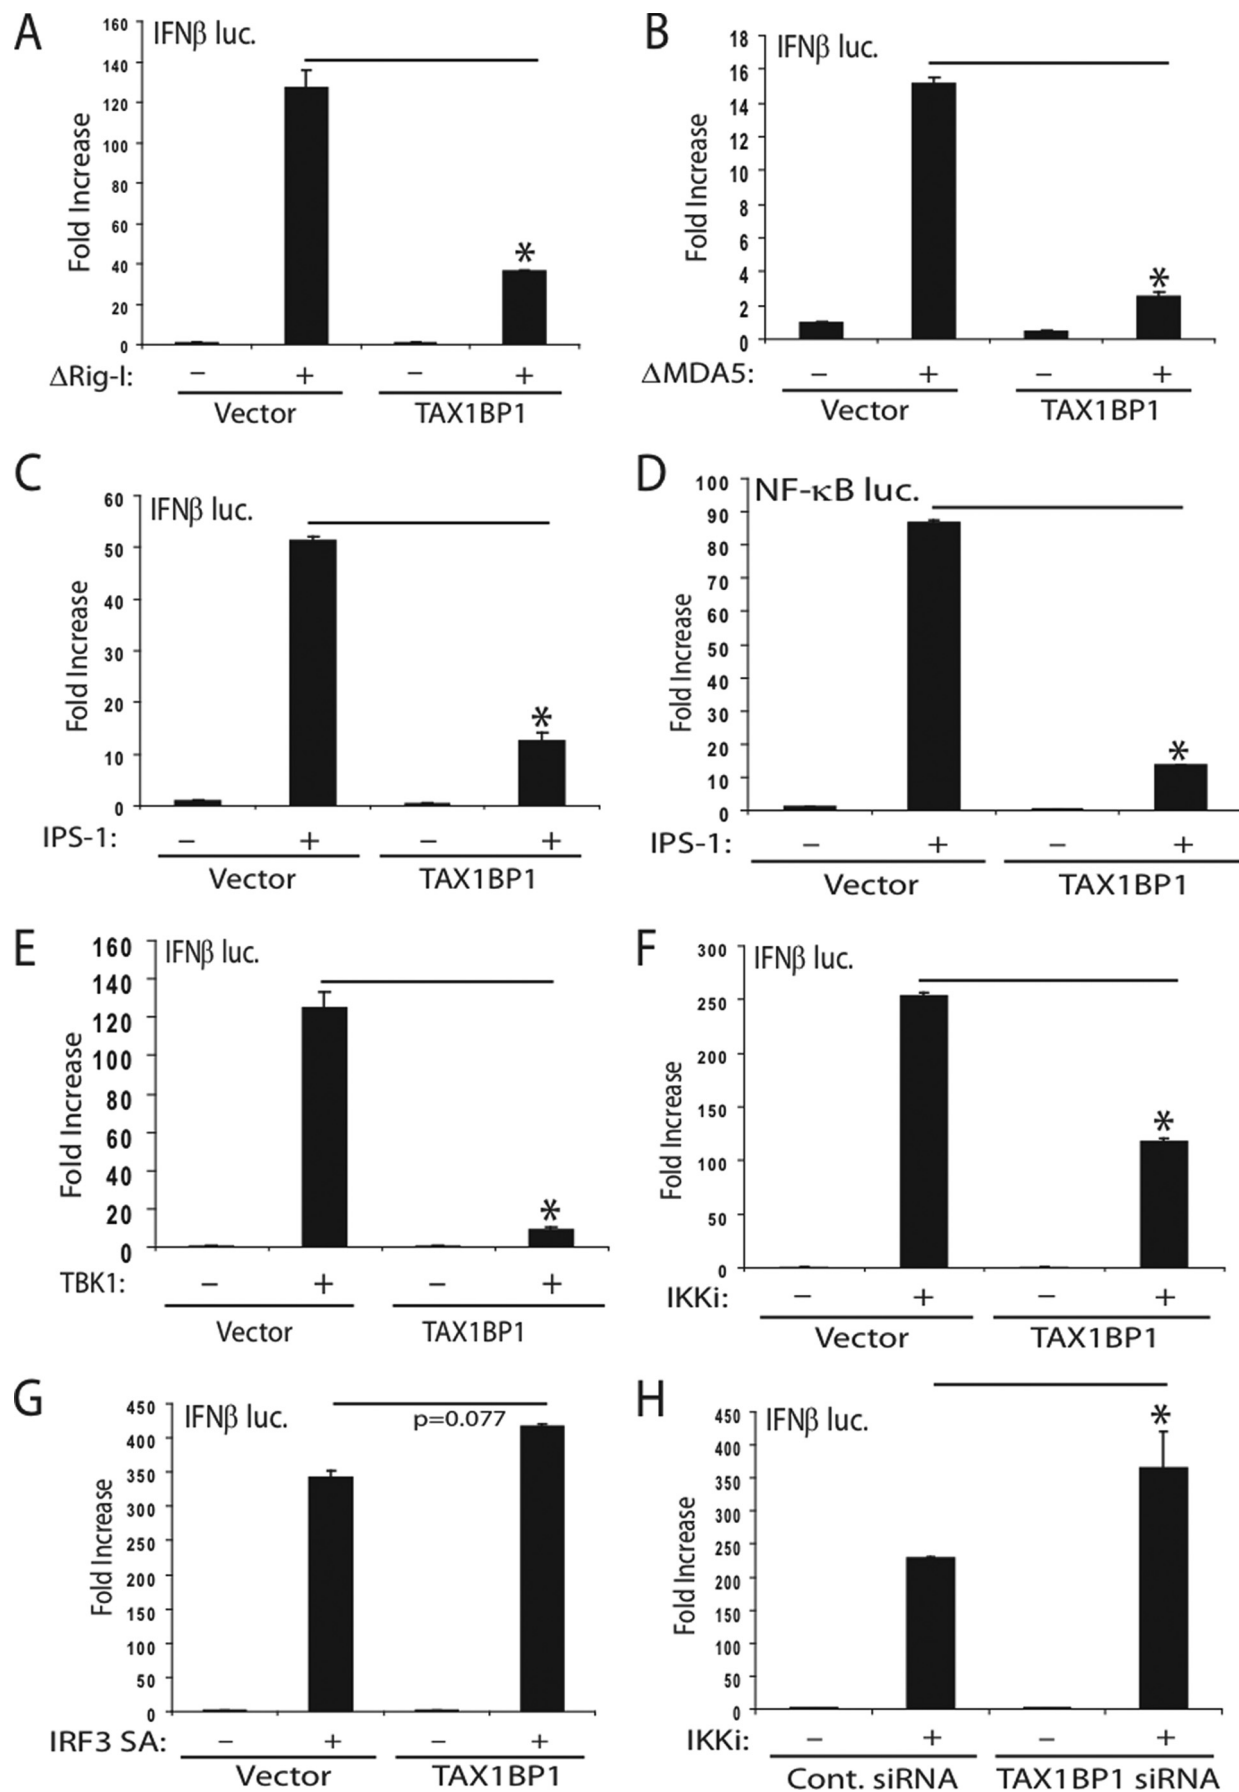 A
IFNβ luc.
160
140
120
100
80
60
40
20
0
Fold Increase
*
ΔRig-I: − + − +
Vector TAX1BP1
B
IFNβ luc.
18
16
14
12
10
8
6
4
2
0
Fold Increase
*
ΔMDA5: − + − +
Vector TAX1BP1
C
IFNβ luc.
60
50
40
30
20
10
0
Fold Increase
*
IPS-1: − + − +
Vector TAX1BP1
D
NF-κB luc.
100
90
80
70
60
50
40
30
20
10
0
Fold Increase
*
IPS-1: − + − +
Vector TAX1BP1
E
IFNβ luc.
160
140
120
100
80
60
40
20
0
Fold Increase
*
TBK1: − + − +
Vector TAX1BP1
F
IFNβ luc.
300
250
200
150
100
50
0
Fold Increase
*
IKKi: − + − +
Vector TAX1BP1
G
IFNβ luc.
p=0.077
450
400
350
300
250
200
150
100
50
0
Fold Increase
IRF3 SA: − + − +
Vector TAX1BP1
H
IFNβ luc.
*
450
400
350
300
250
200
150
100
50
0
Fold Increase
IKKi: − + − +
Cont. siRNA TAX1BP1 siRNA